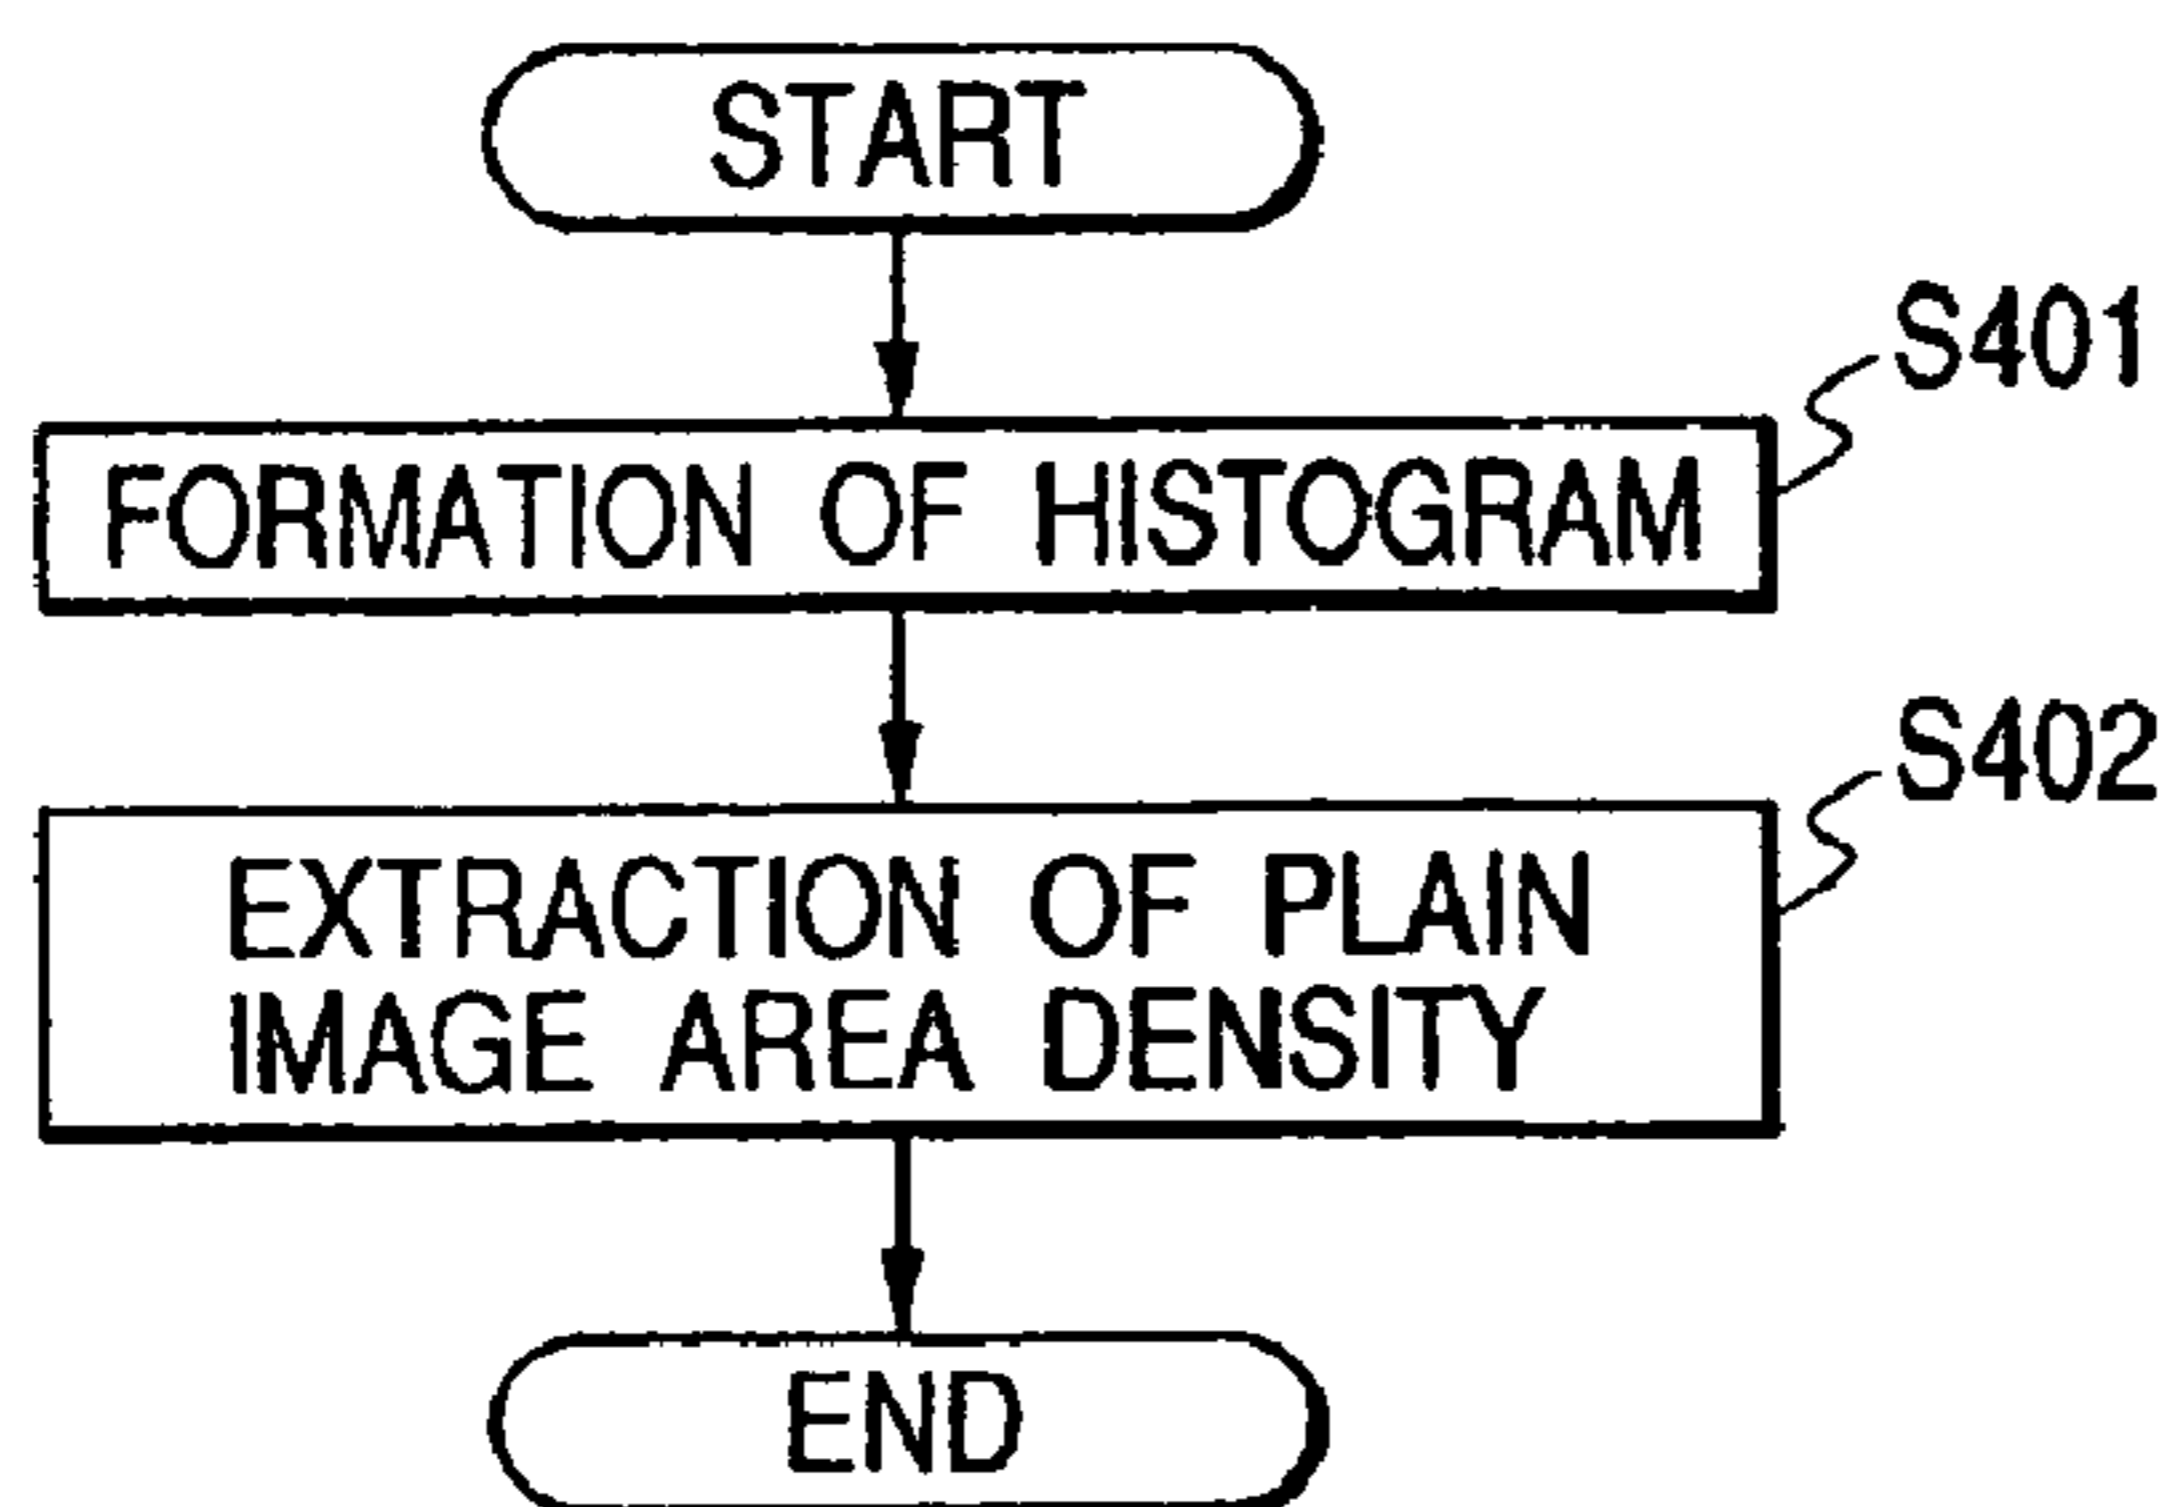 START
S401
FORMATION OF HISTOGRAM
S402
EXTRACTION OF PLAIN
IMAGE AREA DENSITY
END